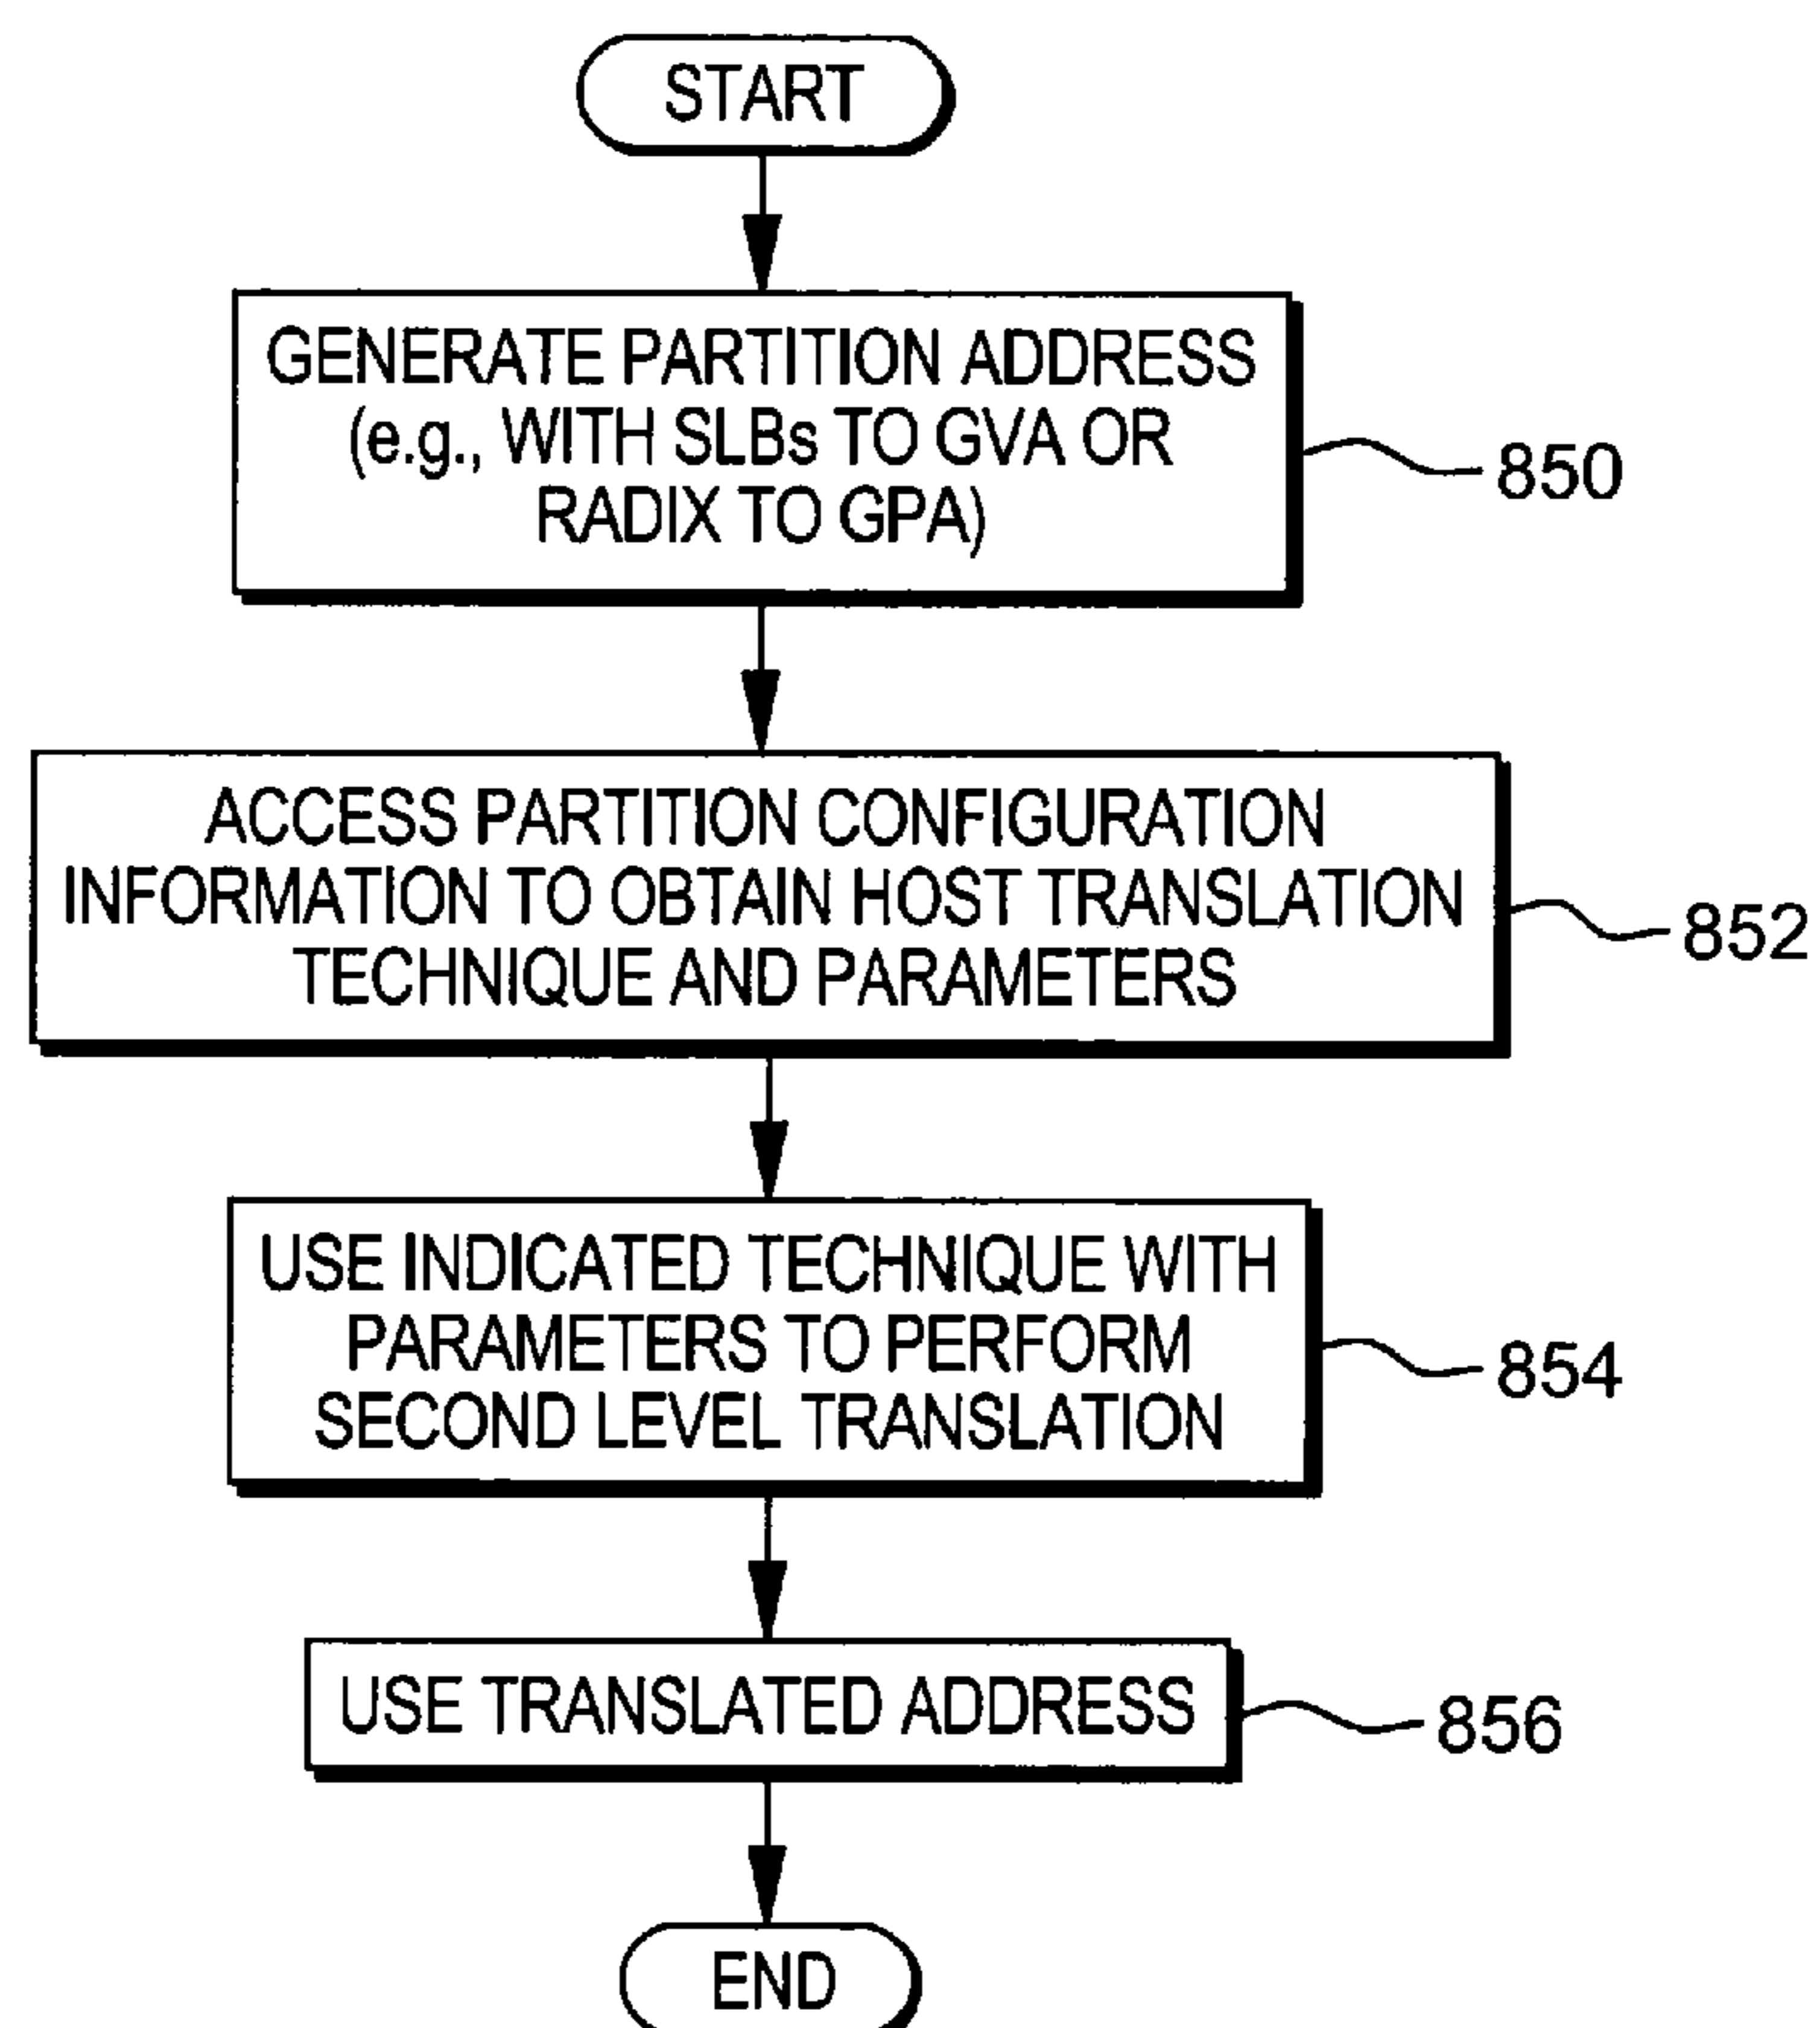 START
GENERATE PARTITION ADDRESS
(e.g., WITH SLBs TO GVA OR
RADIX TO GPA)
850
ACCESS PARTITION CONFIGURATION
INFORMATION TO OBTAIN HOST TRANSLATION
TECHNIQUE AND PARAMETERS
852
USE INDICATED TECHNIQUE WITH
PARAMETERS TO PERFORM
SECOND LEVEL TRANSLATION
854
USE TRANSLATED ADDRESS
856
END